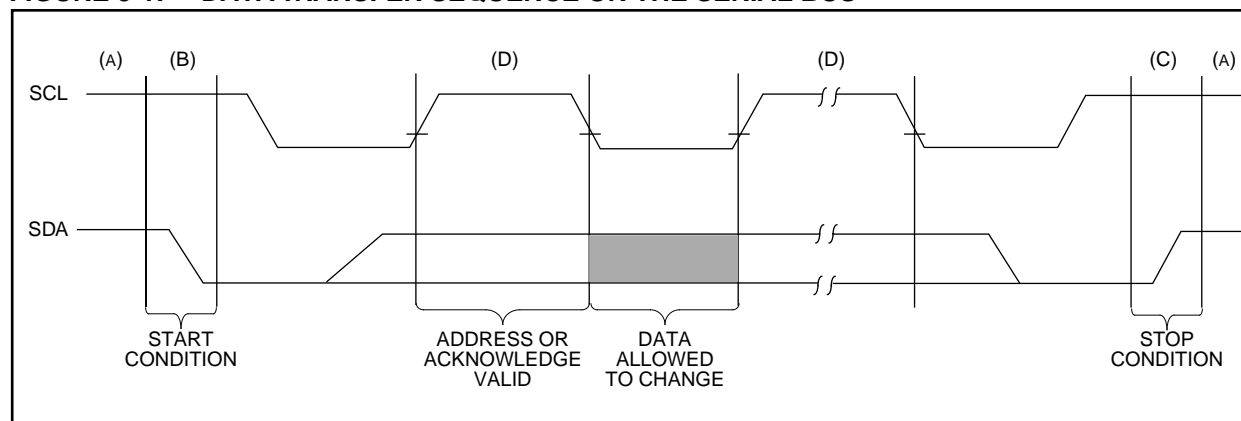 (A) (B) (D) (D) (C) (A)
SCL
SDA
START
CONDITION
ADDRESS OR
ACKNOWLEDGE
VALID
DATA
ALLOWED
TO CHANGE
STOP
CONDITION